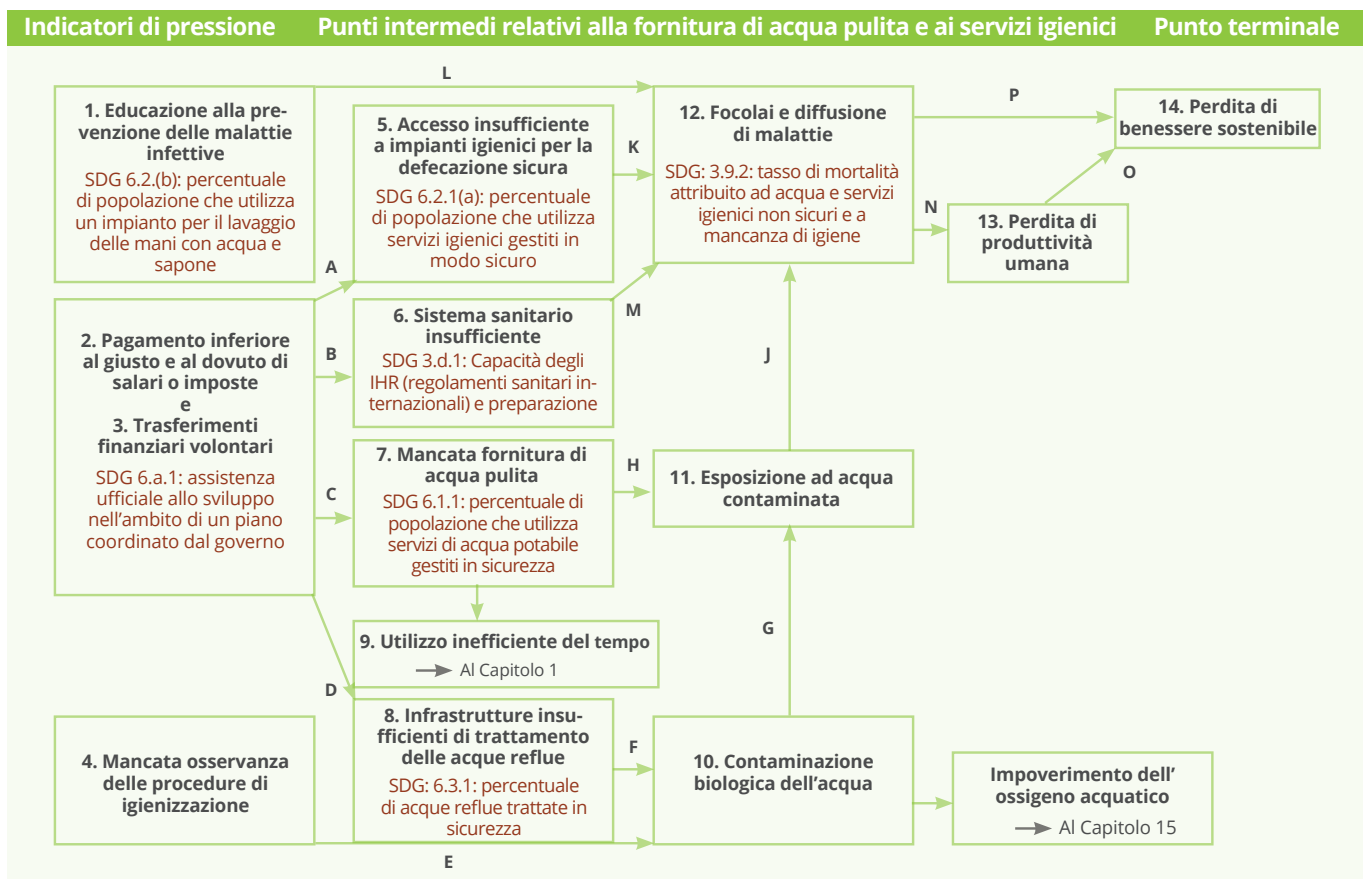 Indicatori di pressione
Punti intermedi relativi alla fornitura di acqua pulita e ai servizi igienici
Punto terminale
L
1. Educazione alla pre-
venzione delle malattie
infettive
SDG 6.2.(b): percentuale
di popolazione che utilizza
un impianto per il lavaggio
delle mani con acqua e
sapone
A
5. Accesso insufficiente
a impianti igienici per la
defecazione sicura
SDG 6.2.1(a): percentuale
di popolazione che utilizza
servizi igienici gestiti in
modo sicuro
K
12. Focolai e diffusione
di malattie
SDG: 3.9.2: tasso di mortalità
attribuito ad acqua e servizi
igienici non sicuri e a
mancanza di igiene
P
14. Perdita di
benessere sostenibile
O
N
13. Perdita di
produttività
umana
2. Pagamento inferiore
al giusto e al dovuto di
salari o imposte
e
3. Trasferimenti
finanziari volontari
SDG 6.a.1: assistenza
ufficiale allo sviluppo
nell'ambito di un piano
coordinato dal governo
B
6. Sistema sanitario
insufficiente
SDG 3.d.1: Capacità degli
IHR (regolamenti sanitari in-
ternazionali) e preparazione
M
J
C
7. Mancata fornitura di
acqua pulita
SDG 6.1.1: percentuale di
popolazione che utilizza
servizi di acqua potabile
gestiti in sicurezza
H
11. Esposizione ad acqua
contaminata
9. Utilizzo inefficiente del tempo
Al Capitolo 1
G
D
4. Mancata osservanza
delle procedure di
igienizzazione
8. Infrastrutture insu-
fficienti di trattamento
delle acque reflue
SDG: 6.3.1: percentuale
di acque reflue trattate in
sicurezza
F
10. Contaminazione
biologica dell'acqua
Impoverimento dell'
ossigeno acquatico
Al Capitolo 15
E